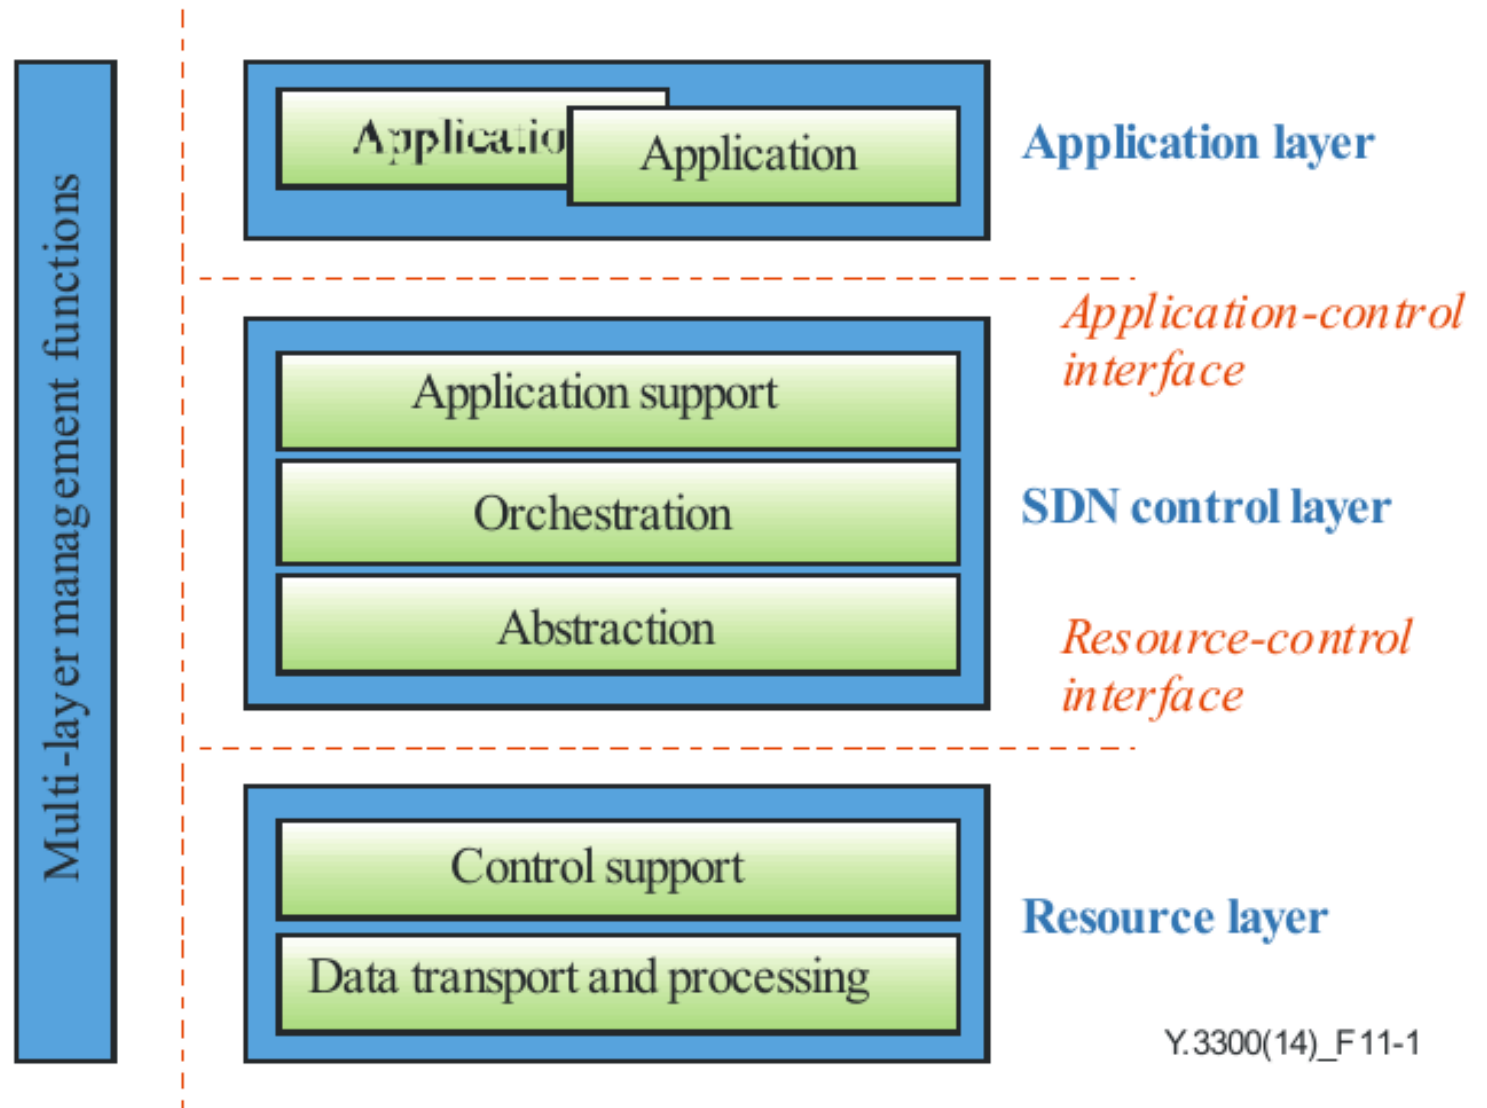 Multi-layer management functions
Application
Application layer
Application-control
interface
Application support
Orchestration
SDN control layer
Abstraction
Resource-control
interface
Control support
Resource layer
Data transport and processing
Y.3300(14)_F11-1